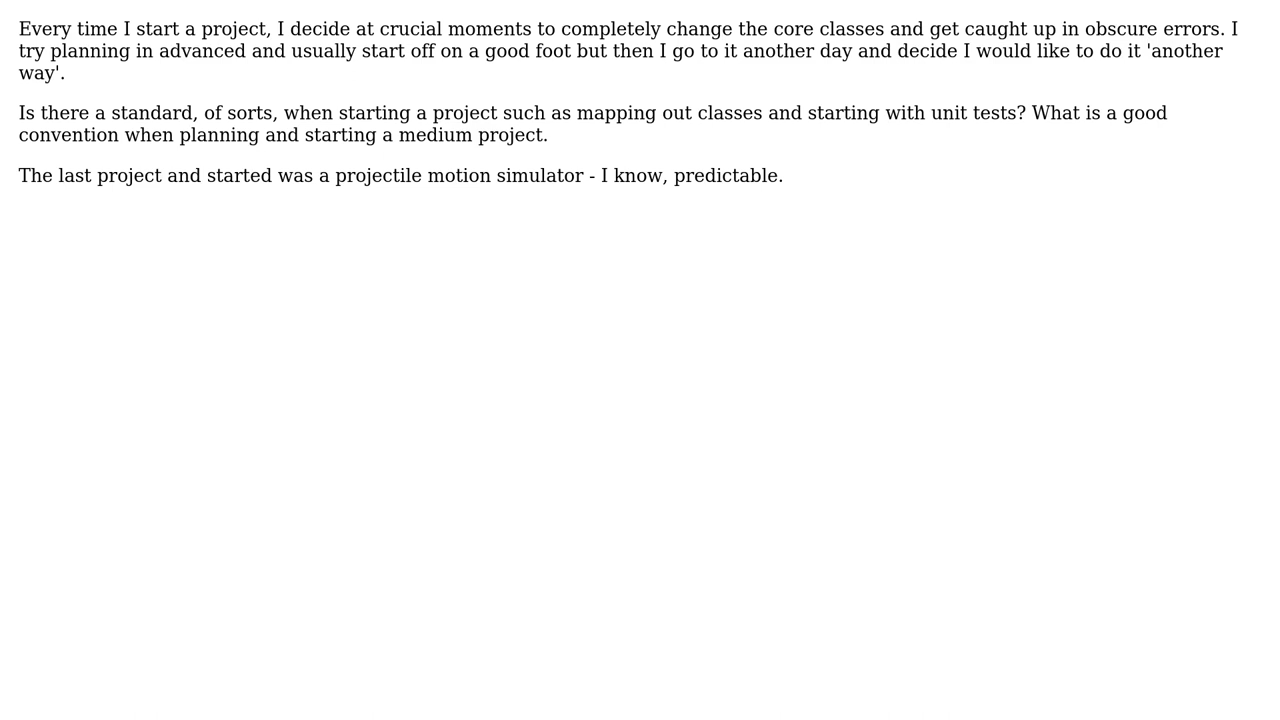 Every time I start a project, I decide at crucial moments to completely change the core classes and get caught up in obscure errors. I
try planning in advanced and usually start off on a good foot but then I go to it another day and decide I would like to do it 'another
way'.
Is there a standard, of sorts, when starting a project such as mapping out classes and starting with unit tests? What is a good
convention when planning and starting a medium project.
The last project and started was a projectile motion simulator - I know, predictable.